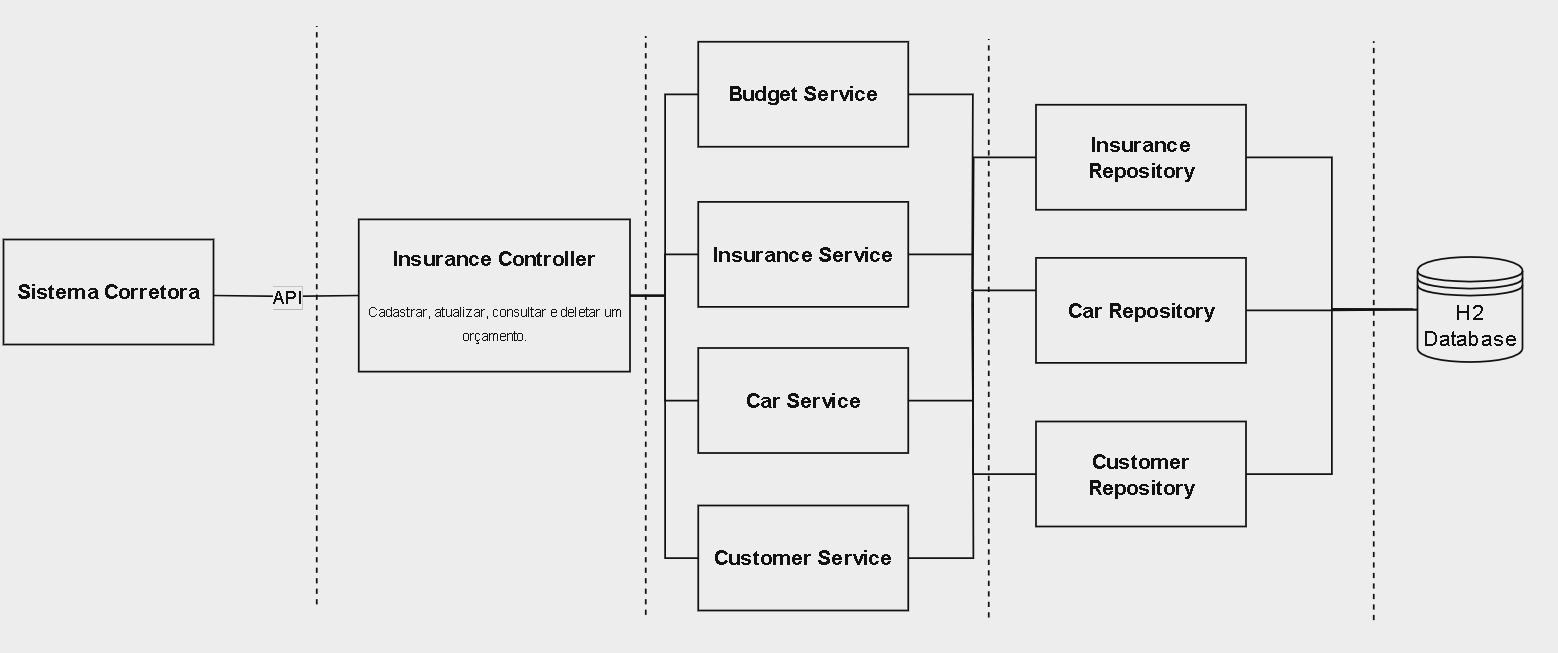 Sistema Corretora
API
Insurance Controller
Cadastrar, atualizar, consultar e deletar um
orçamento.
Budget Service
Insurance Service
Car Service
Customer Service
Insurance
Repository
Car Repository
Customer
Repository
H2
Database